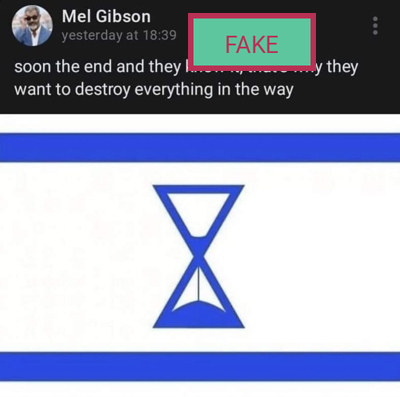 Mel Gibson
yesterday at 18:39
FAKE
soon the end and they they
want to destroy everything in the way